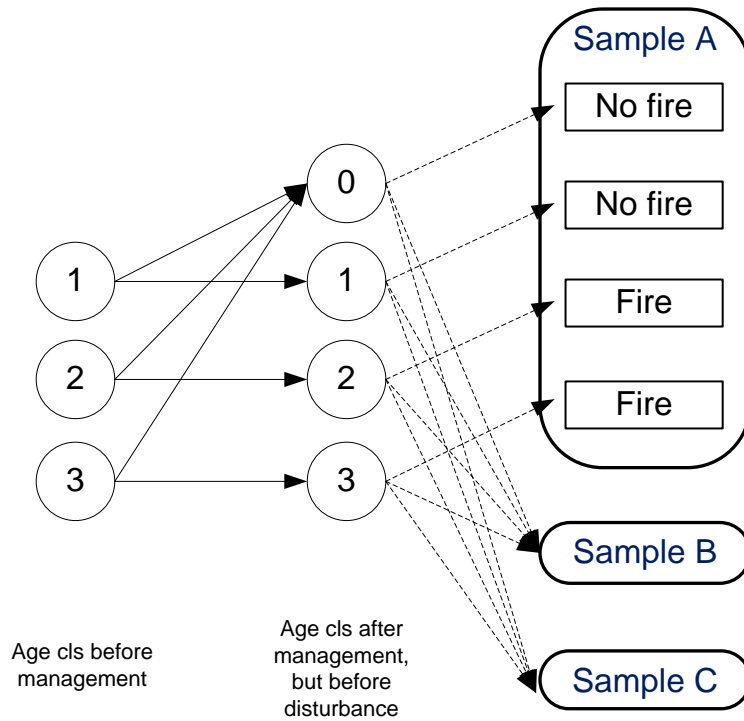 Sample A
No fire
0
No fire
1
1
Fire
2
2
Fire
3
3
Sample B
Sample C
Age cls before
management
Age cls after
management,
but before
disturbance